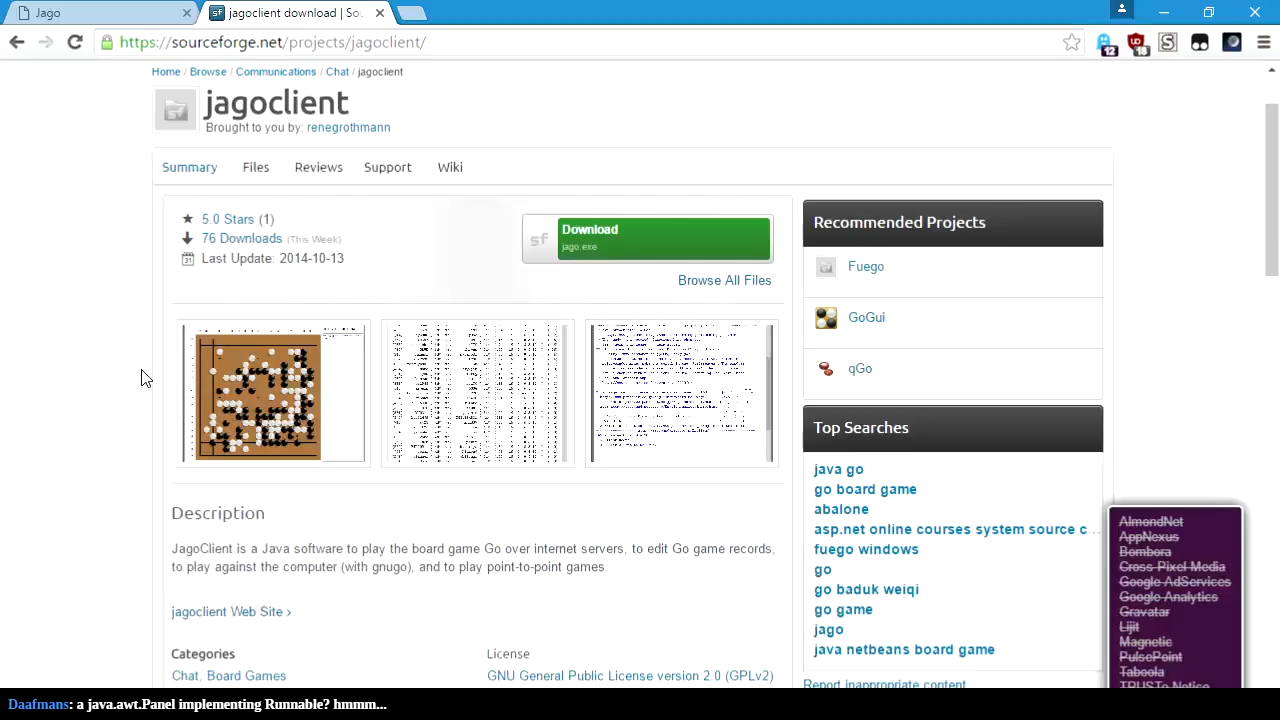 Jago
jagoclient download | Sou
https://sourceforge.net/projects/jagoclient/
12
Home / Browse / Communications / Chat / jagoclient
jagoclient
Brought to you by: renegrothmann
Summary Files Reviews Support Wiki
5.0 Stars (1)
76 Downloads (This Week)
Last Update: 2014-10-13
sf
Download
jago.exe
Browse All Files
Description
JagoClient is a Java software to play the board game Go over internet servers, to edit Go game records,
to play against the computer (with gnugo), and to play point-to-point games.
jagoclient Web Site ›
Categories
Chat, Board Games
License
GNU General Public License version 2.0 (GPLv2)
Recommended Projects
Fuego
GoGui
qGo
Top Searches
java go
go board game
abalone
asp.net online courses system source c...
fuego windows
go
go baduk weiqi
go game
jago
java netbeans board game
Report inappropriate content
AlmondNet
AppNexus
Bombora
Cross Pixel Media
Google AdServices
Google Analytics
Gravatar
Lijit
Magnetic
PulsePoint
Taboola
TRUSTe Notice
Daafmans: a java.awt.Panel implementing Runnable? hmmm...